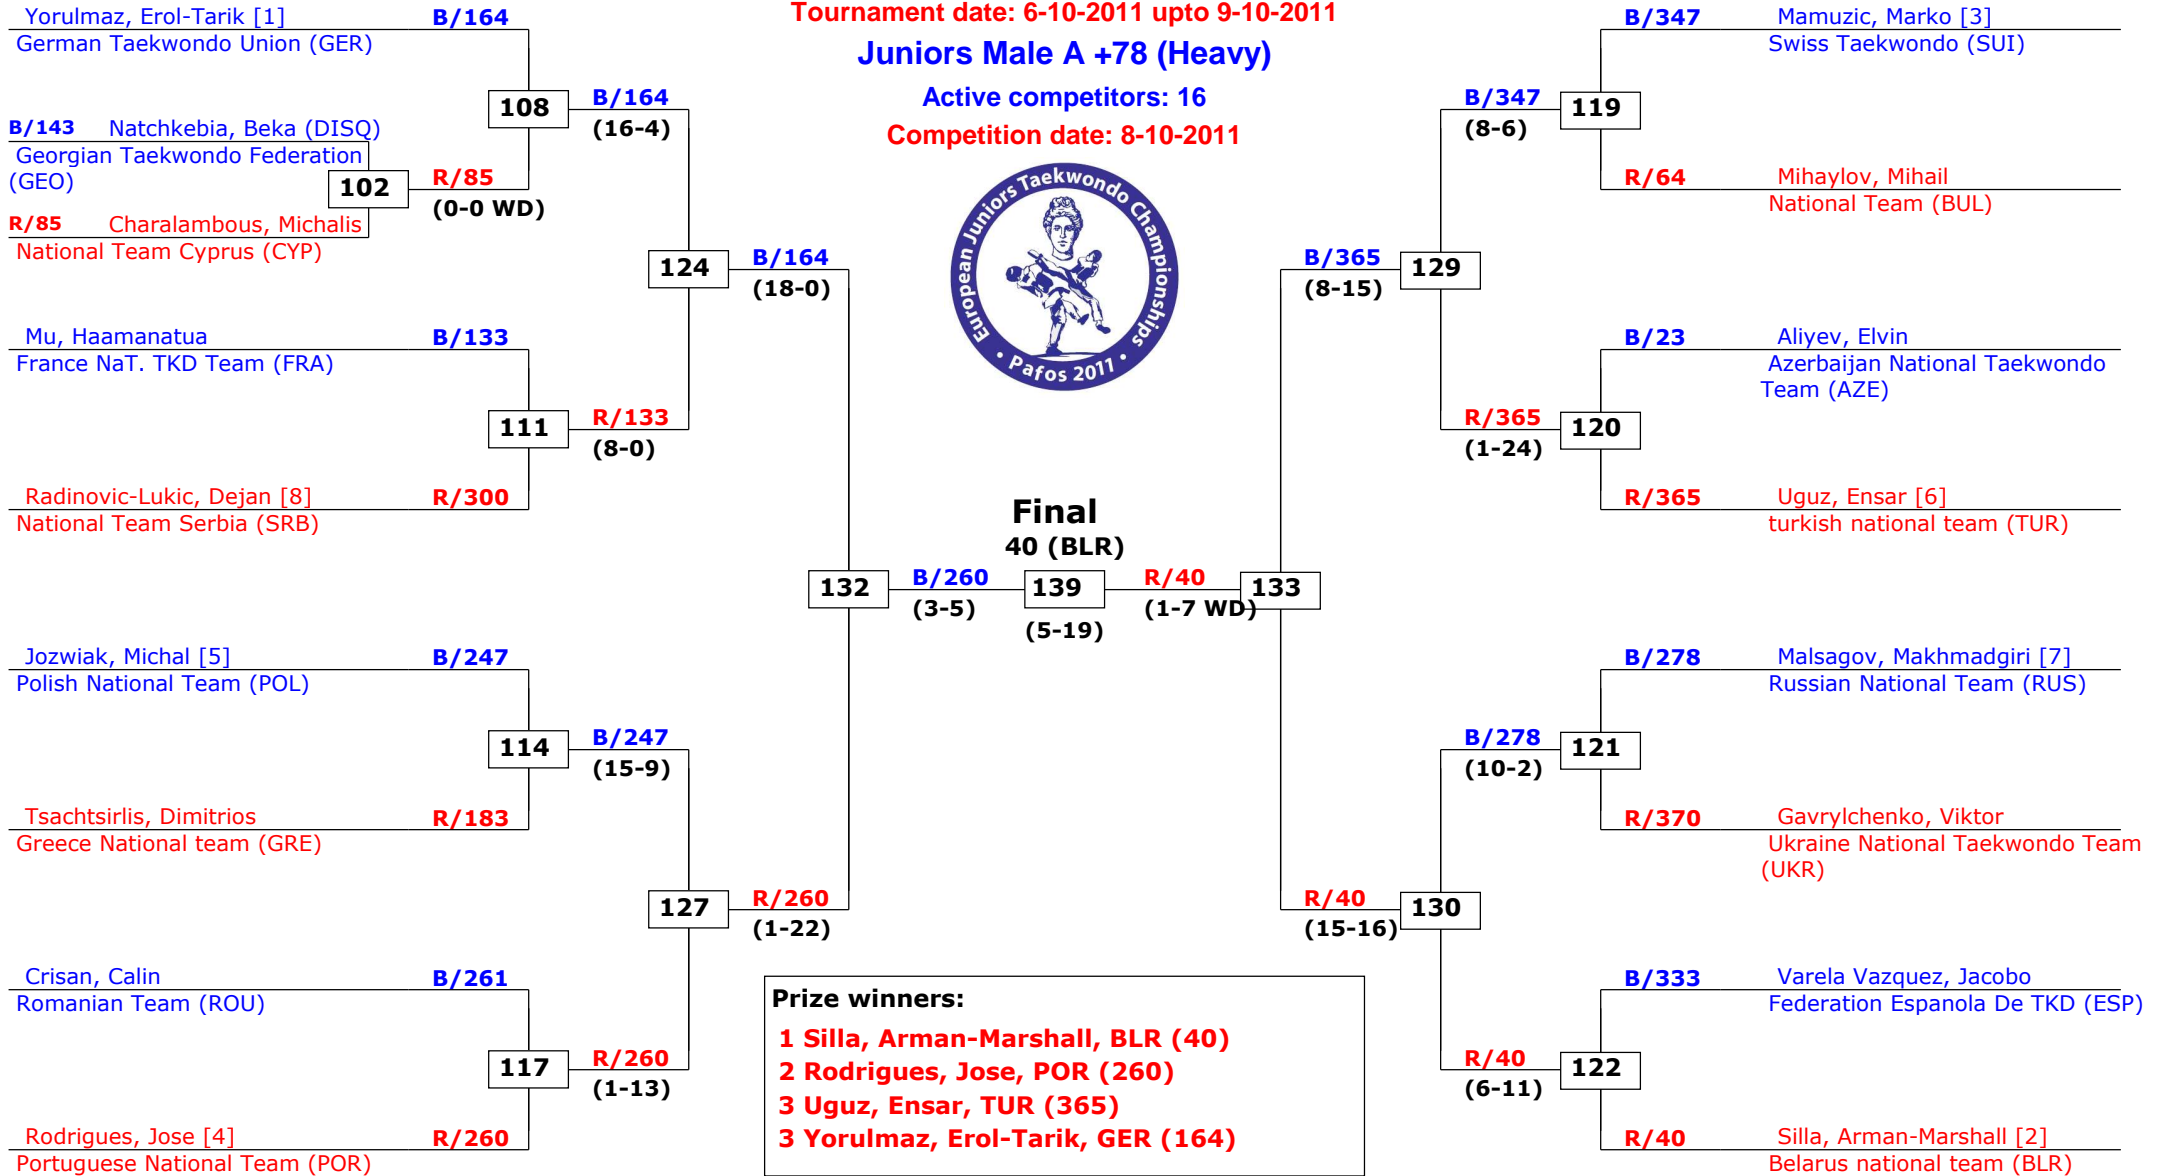 Tournament date: 6-10-2011 upto 9-10-2011
Juniors Male A +78 (Heavy)
Active competitors: 16
Competition date: 8-10-2011
European Juniors Taekwondo Championships
• Pafos 2011 •
Yorulmaz, Erol-Tarik [1] B/164
German Taekwondo Union (GER)
108
B/164
(16-4)
B/143 Natchkebia, Beka (DISQ)
Georgian Taekwondo Federation
(GEO)
102
R/85
(0-0 WD)
R/85 Charalambous, Michalis
National Team Cyprus (CYP)
124
B/164
(18-0)
Mu, Haamanatua B/133
France NaT. TKD Team (FRA)
111
R/133
(8-0)
Radinovic-Lukic, Dejan [8] R/300
National Team Serbia (SRB)
132
B/260
(3-5)
Jozwiak, Michal [5] B/247
Polish National Team (POL)
114
B/247
(15-9)
Tsachtsirlis, Dimitrios R/183
Greece National team (GRE)
127
R/260
(1-22)
Crisan, Calin B/261
Romanian Team (ROU)
117
R/260
(1-13)
Rodrigues, Jose [4] R/260
Portuguese National Team (POR)
Final
40 (BLR)
139
(5-19)
R/40
(1-7 WD)
133
B/347 Mamuzic, Marko [3]
Swiss Taekwondo (SUI)
B/347
(8-6)
119
R/64 Mihaylov, Mihail
National Team (BUL)
B/365
(8-15)
129
B/23 Aliyev, Elvin
Azerbaijan National Taekwondo
Team (AZE)
R/365
(1-24)
120
R/365 Uguz, Ensar [6]
turkish national team (TUR)
B/278 Malsagov, Makhmadgiri [7]
Russian National Team (RUS)
B/278
(10-2)
121
R/370 Gavrylchenko, Viktor
Ukraine National Taekwondo Team
(UKR)
R/40
(15-16)
130
B/333 Varela Vazquez, Jacobo
Federation Espanola De TKD (ESP)
R/40
(6-11)
122
R/40 Silla, Arman-Marshall [2]
Belarus national team (BLR)
Prize winners:
1 Silla, Arman-Marshall, BLR (40)
2 Rodrigues, Jose, POR (260)
3 Uguz, Ensar, TUR (365)
3 Yorulmaz, Erol-Tarik, GER (164)